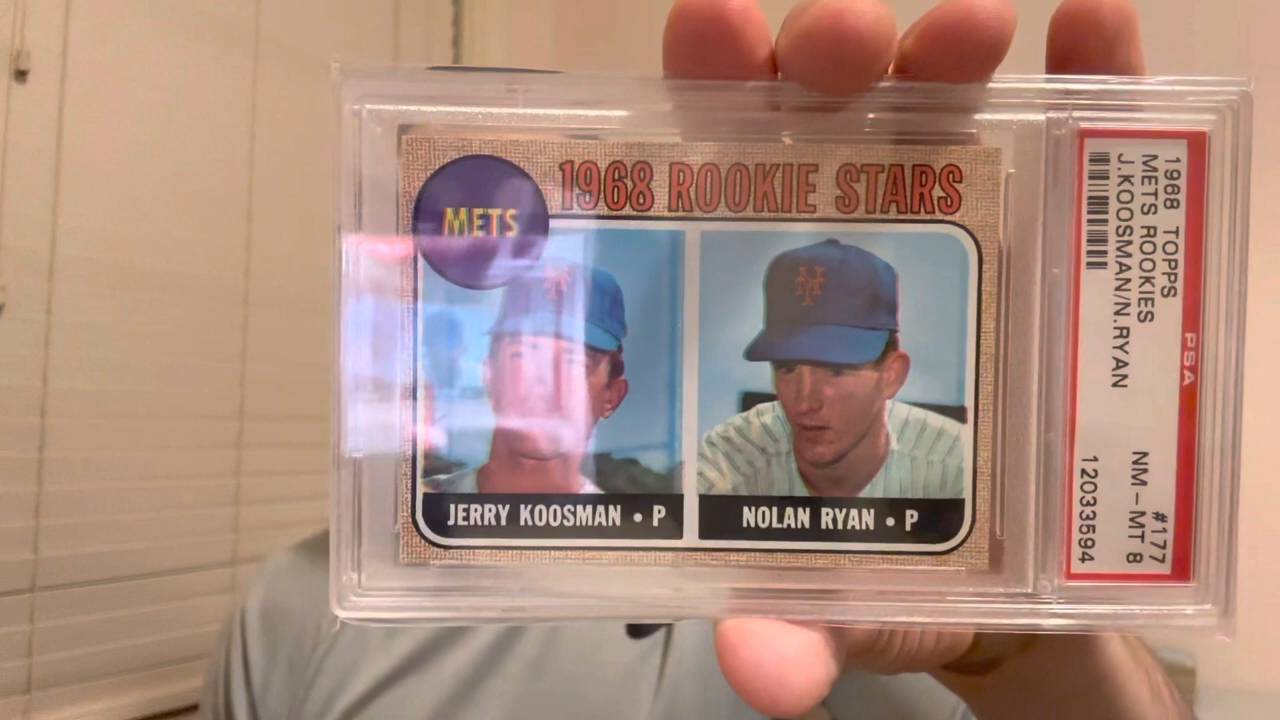 1968 ROOKIE STARS
METS
JERRY KOOSMAN • P
NOLAN RYAN • P
PSA
1968 TOPPS
METS ROOKIES
J.KOOSMAN/N.RYAN
#177
NM - MT 8
12033594